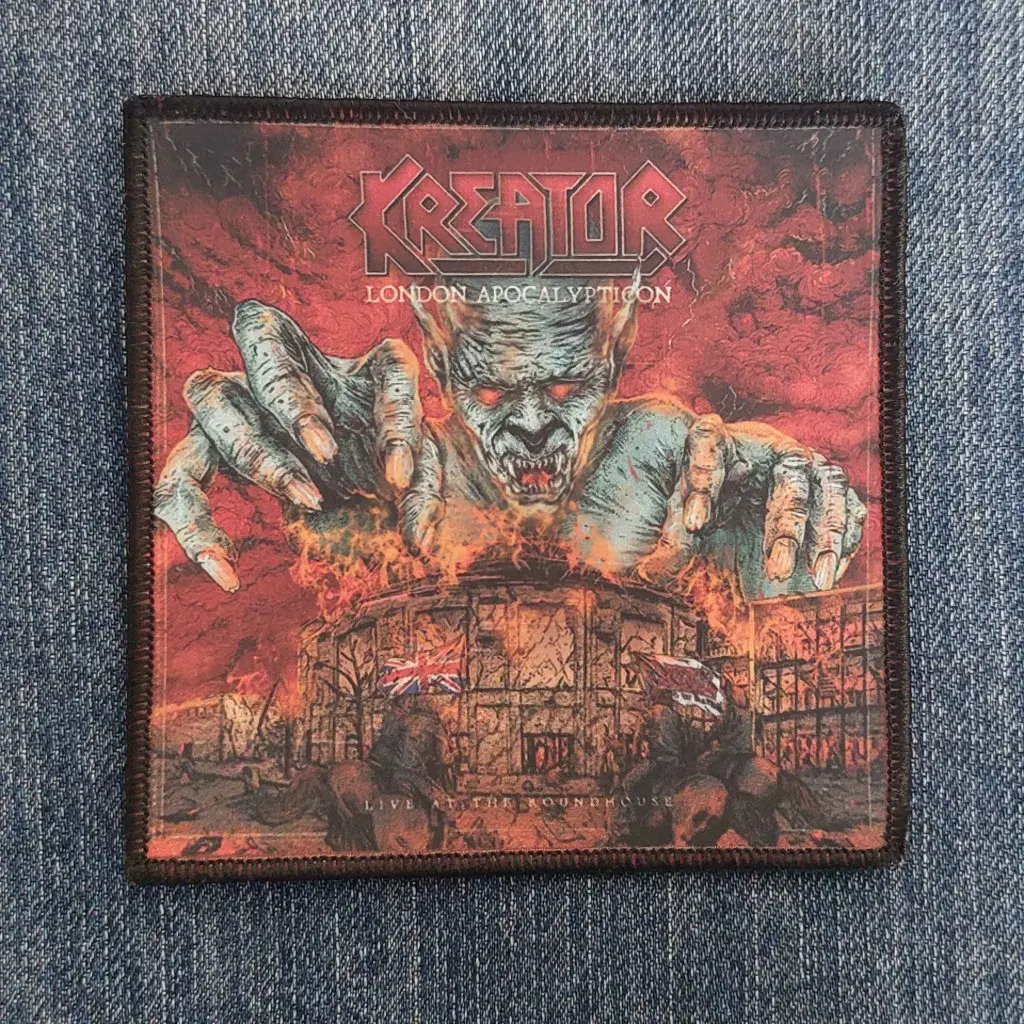 KREATOR
LONDON APOCALYPTICON
LIVE AT THE ROUNDHOUSE